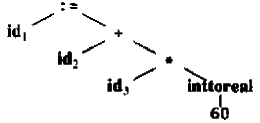 :=
id₁
+
id₂
*
id₃
inttoreal
60